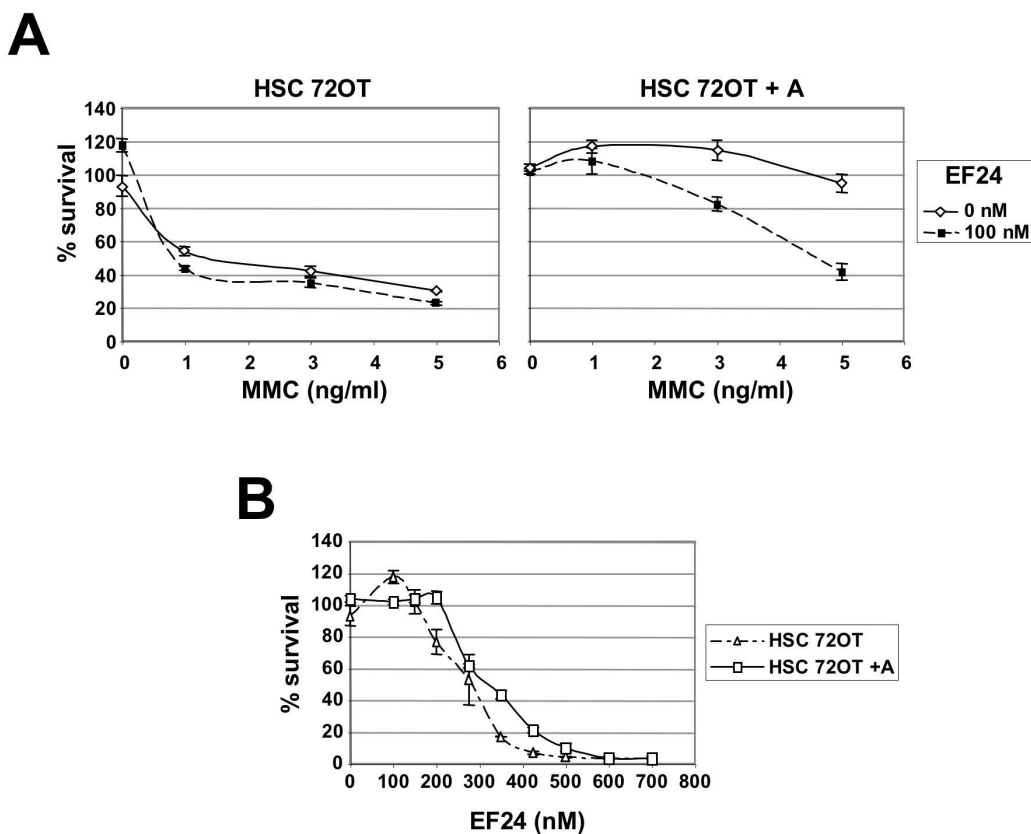 A
HSC 72OT
HSC 72OT + A
140
120
100
80
60
40
20
0
% survival
0 1 2 3 4 5 6
MMC (ng/ml)
0 1 2 3 4 5 6
MMC (ng/ml)
EF24
0 nM
100 nM
B
140
120
100
80
60
40
20
0
% survival
0 100 200 300 400 500 600 700 800
EF24 (nM)
HSC 72OT
HSC 72OT +A